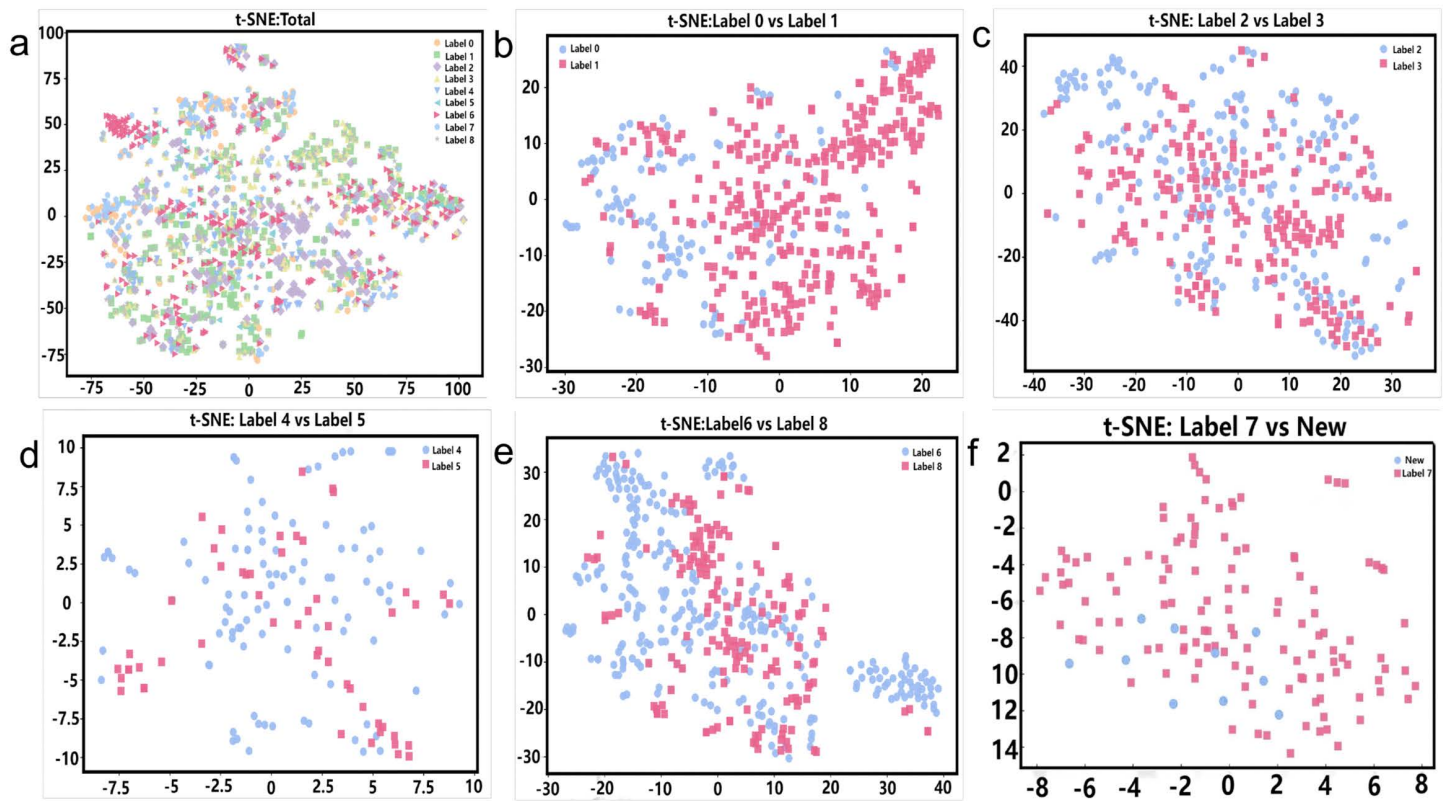 a
t-SNE:Total
100
75
50
25
0
-25
-50
-75
-75 -50 -25 0 25 50 75 100
Label 0
Label 1
Label 2
Label 3
Label 4
Label 5
Label 6
Label 7
Label 8
b
t-SNE:Label 0 vs Label 1
Label 0
Label 1
20
10
0
-10
-20
-30
-30 -20 -10 0 10 20
c
t-SNE: Label 2 vs Label 3
Label 2
Label 3
40
20
0
-20
-40
-40 -30 -20 -10 0 10 20 30
d
t-SNE: Label 4 vs Label 5
Label 4
Label 5
10
7.5
5
2.5
0
-2.5
-5
-7.5
-10
-7.5 -5 -2.5 0 2.5 5 7.5 10
e
t-SNE:Label6 vs Label 8
Label 6
Label 8
30
20
10
0
-10
-20
-30
-30 -20 -10 0 10 20 30 40
f
t-SNE: Label 7 vs New
New
Label 7
2
0
-2
-4
-6
-8
10
12
14
-8 -6 -4 -2 0 2 4 6 8